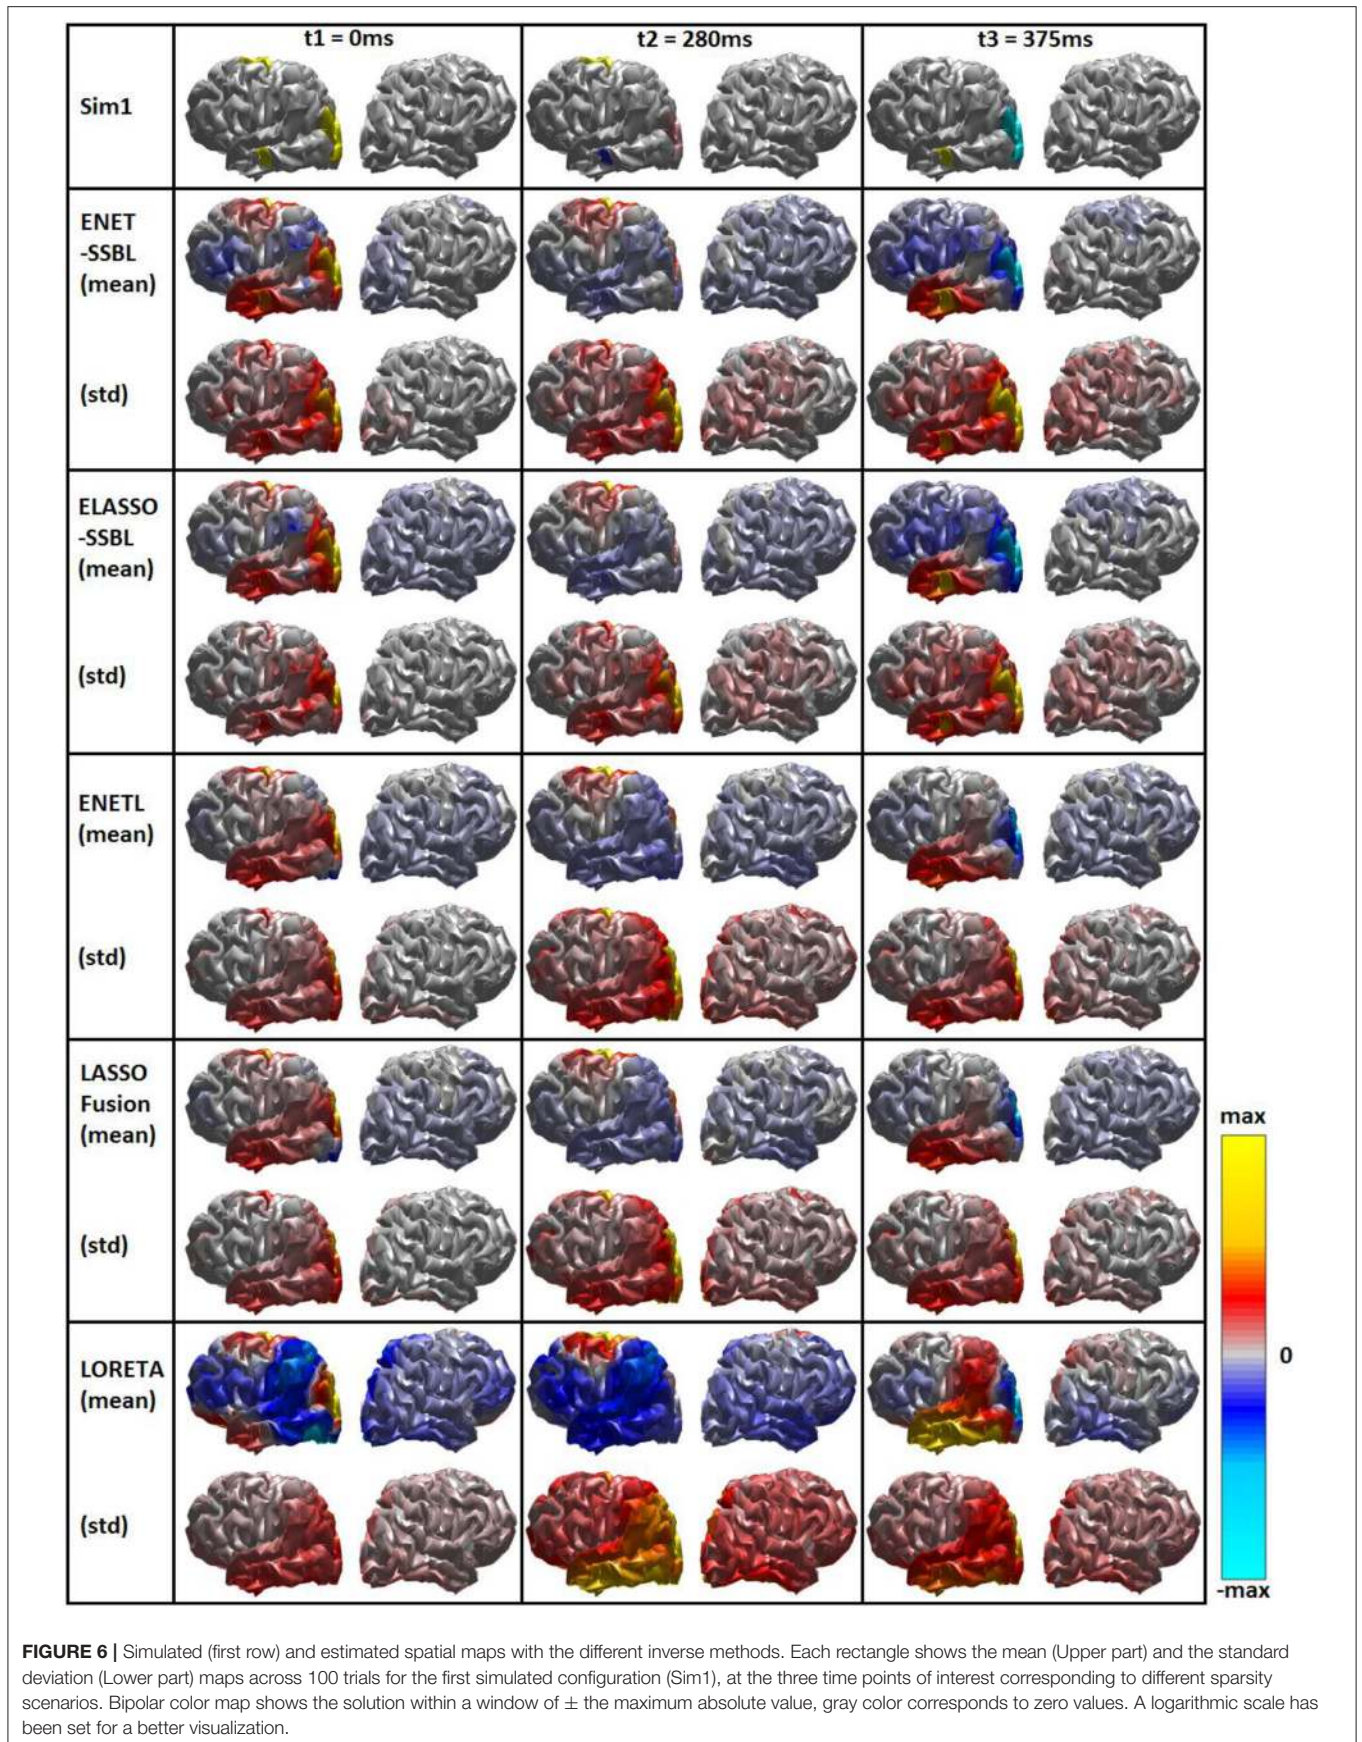 t1 = 0ms t2 = 280ms t3 = 375ms
Sim1
ENET
-SSBL
(mean)
(std)
ELASSO
-SSBL
(mean)
(std)
ENETL
(mean)
(std)
LASSO
Fusion
(mean)
(std)
LORETA
(mean)
(std)
max
0
-max
FIGURE 6 | Simulated (first row) and estimated spatial maps with the different inverse methods. Each rectangle shows the mean (Upper part) and the standard
deviation (Lower part) maps across 100 trials for the first simulated configuration (Sim1), at the three time points of interest corresponding to different sparsity
scenarios. Bipolar color map shows the solution within a window of ± the maximum absolute value, gray color corresponds to zero values. A logarithmic scale has
been set for a better visualization.